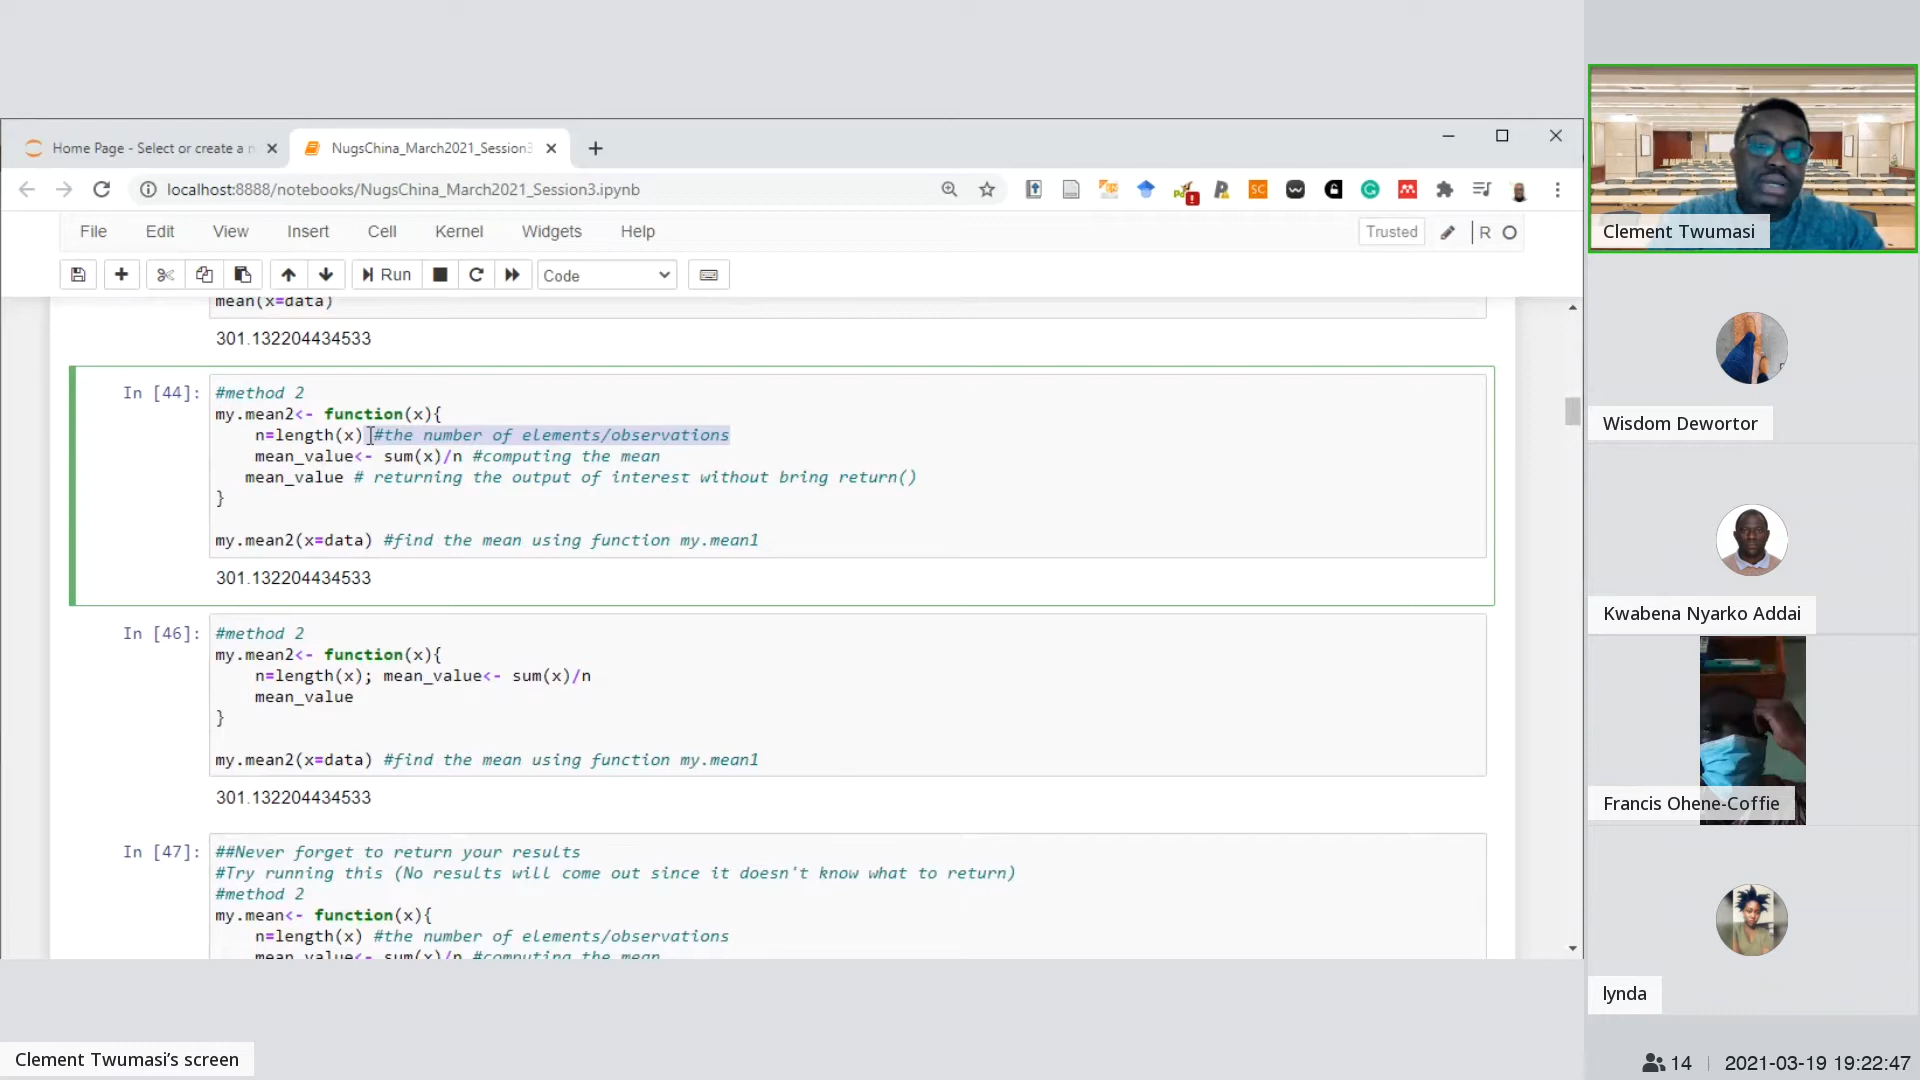 Home Page - Select or create a n
NugsChina_March2021_Session3
localhost:8888/notebooks/NugsChina_March2021_Session3.ipynb
File Edit View Insert Cell Kernel Widgets Help
Trusted
R
Run
Code
mean(x=data)
301.132204434533
In [44]:
#method 2
my.mean2<- function(x){
n=length(x) #the number of elements/observations
mean_value<- sum(x)/n #computing the mean
mean_value # returning the output of interest without bring return()
}
my.mean2(x=data) #find the mean using function my.mean1
301.132204434533
In [46]:
#method 2
my.mean2<- function(x){
n=length(x); mean_value<- sum(x)/n
mean_value
}
my.mean2(x=data) #find the mean using function my.mean1
301.132204434533
In [47]:
##Never forget to return your results
#Try running this (No results will come out since it doesn't know what to return)
#method 2
my.mean<- function(x){
n=length(x) #the number of elements/observations
mean_value<- sum(x)/n #computing the mean
Clement Twumasi
Wisdom Dewortor
Kwabena Nyarko Addai
Francis Ohene-Coffie
lynda
Clement Twumasi's screen
14
2021-03-19 19:22:47